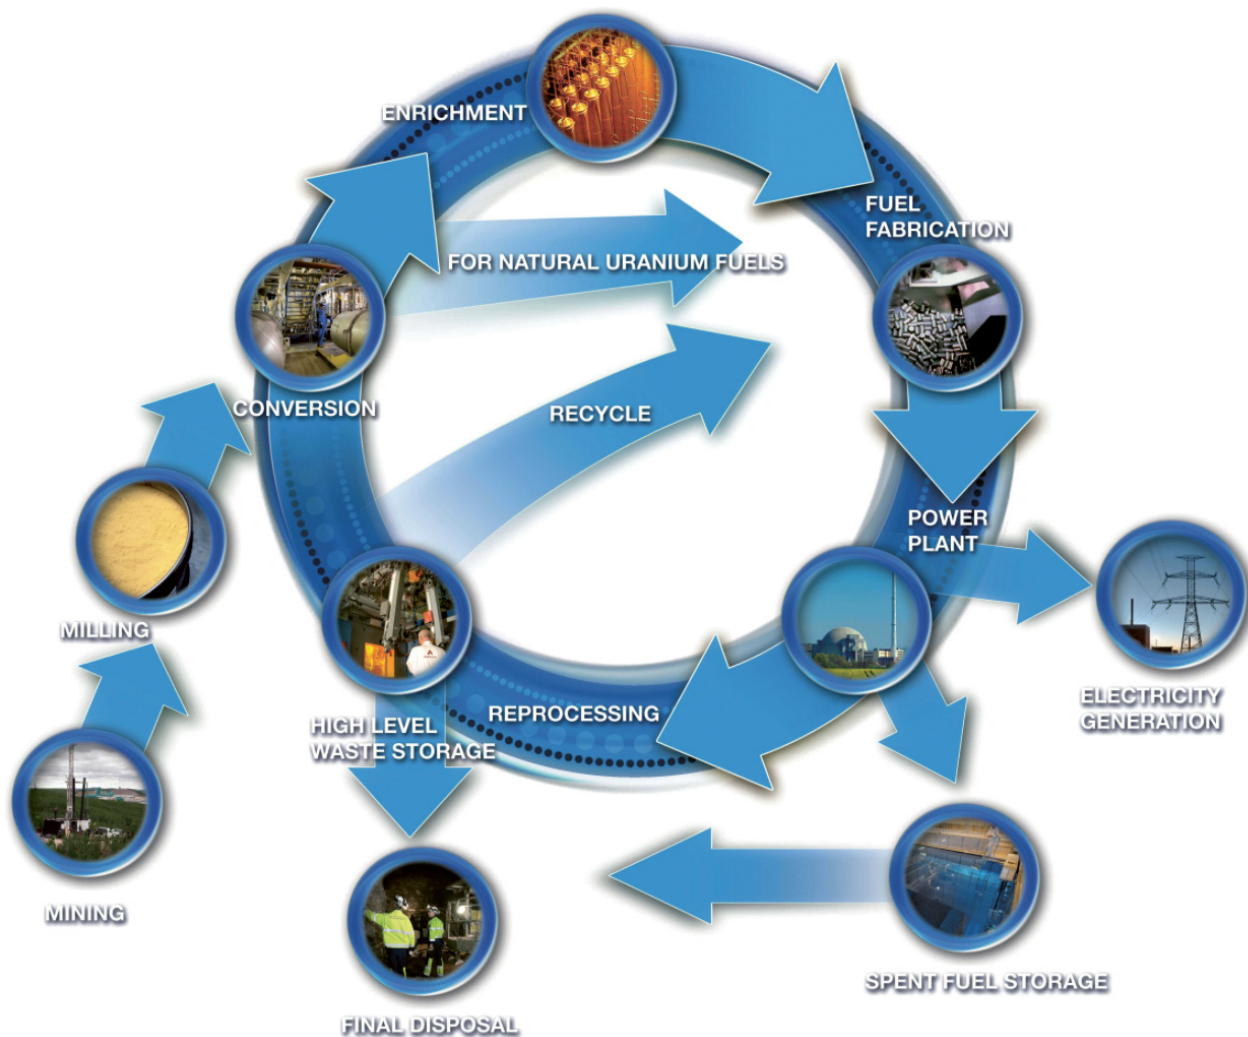 ENRICHMENT
FUEL
FABRICATION
FOR NATURAL URANIUM FUELS
CONVERSION
RECYCLE
POWER
PLANT
MILLING
ELECTRICITY
GENERATION
REPROCESSING
HIGH LEVEL
WASTE STORAGE
MINING
SPENT FUEL STORAGE
FINAL DISPOSAL